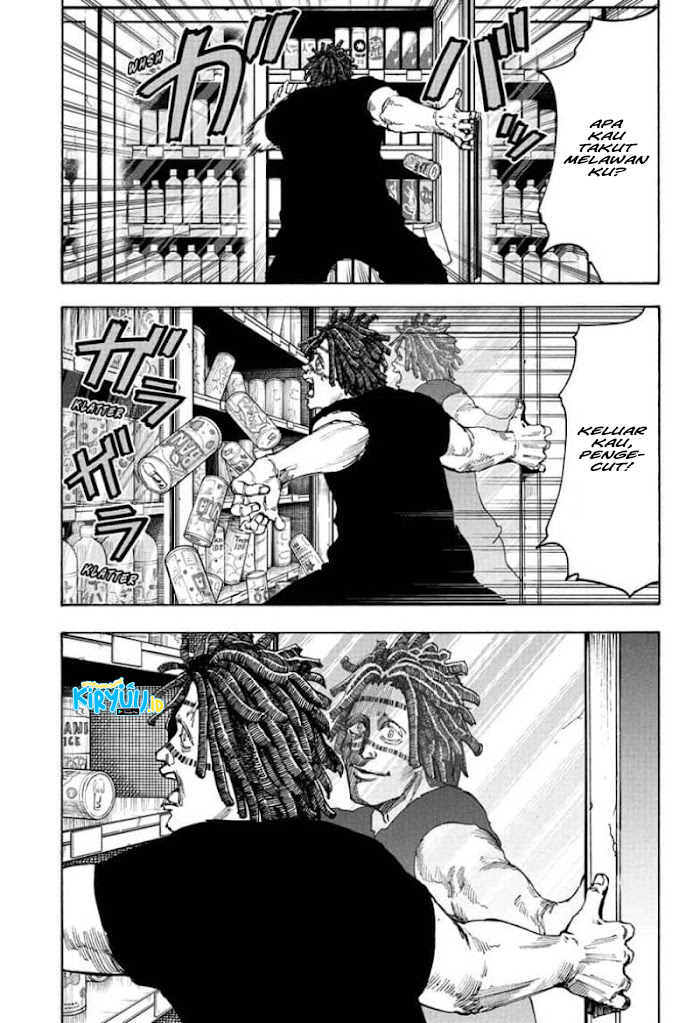 WHSH
ガッ
APA
KAU
TAKUT
MELAWAN
KU?
ガラ
KLATTER
ガラ
KLATTER
KELUAR
KAU,
PENGE-
CUT!
KIRYUU.ID